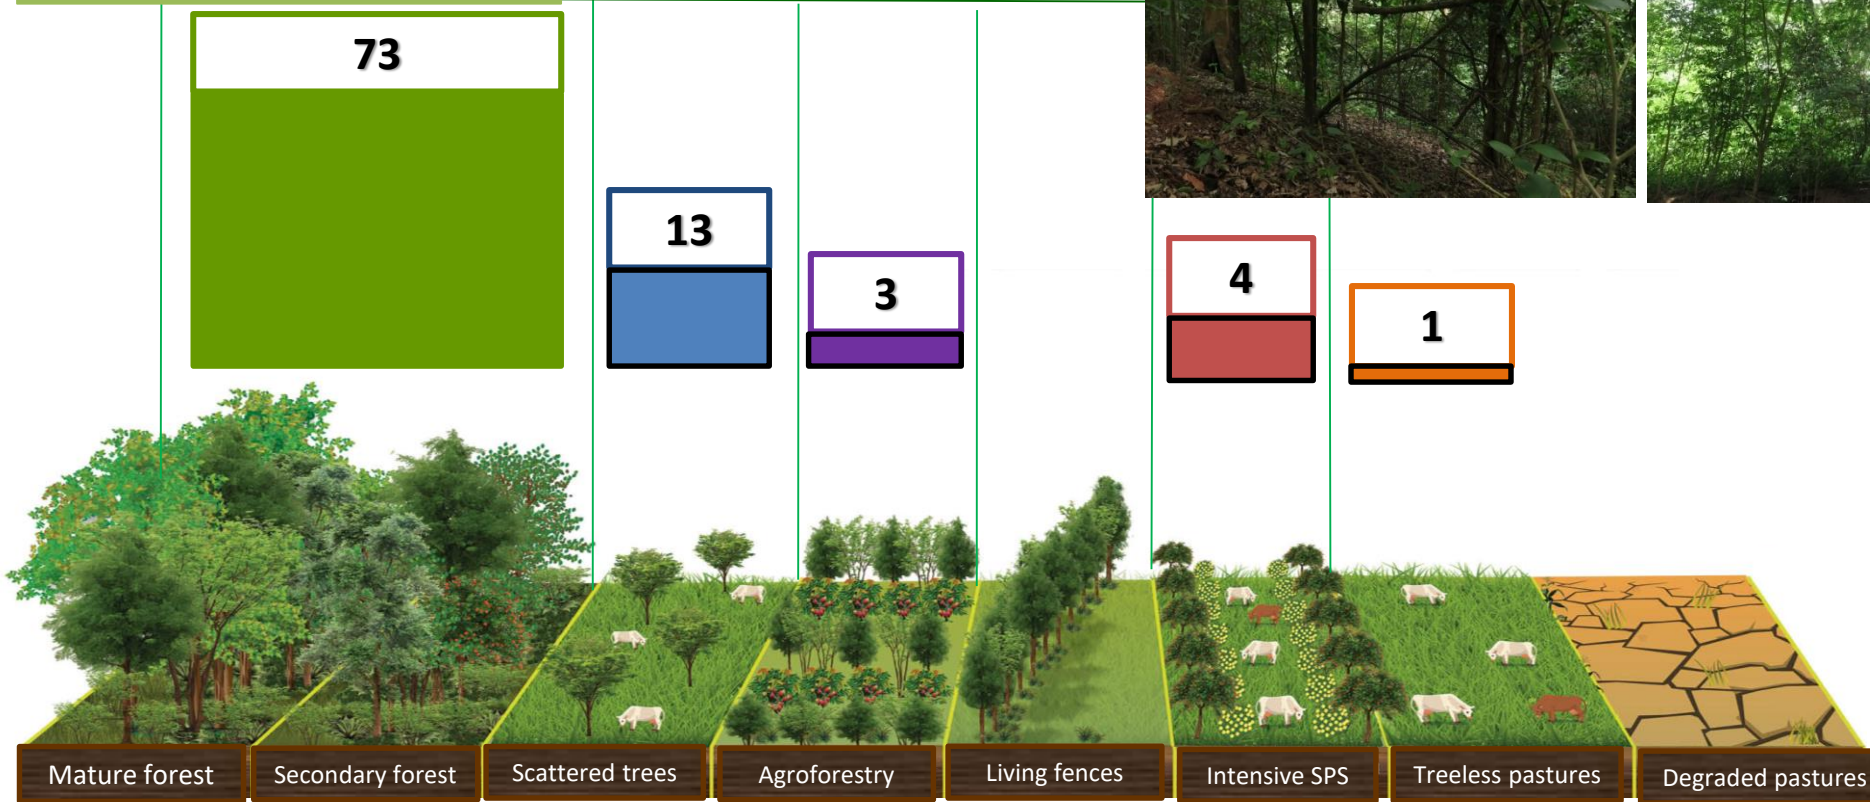 73
13
3
4
1
Mature forest
Secondary forest
Scattered trees
Agroforestry
Living fences
Intensive SPS
Treeless pastures
Degraded pastures